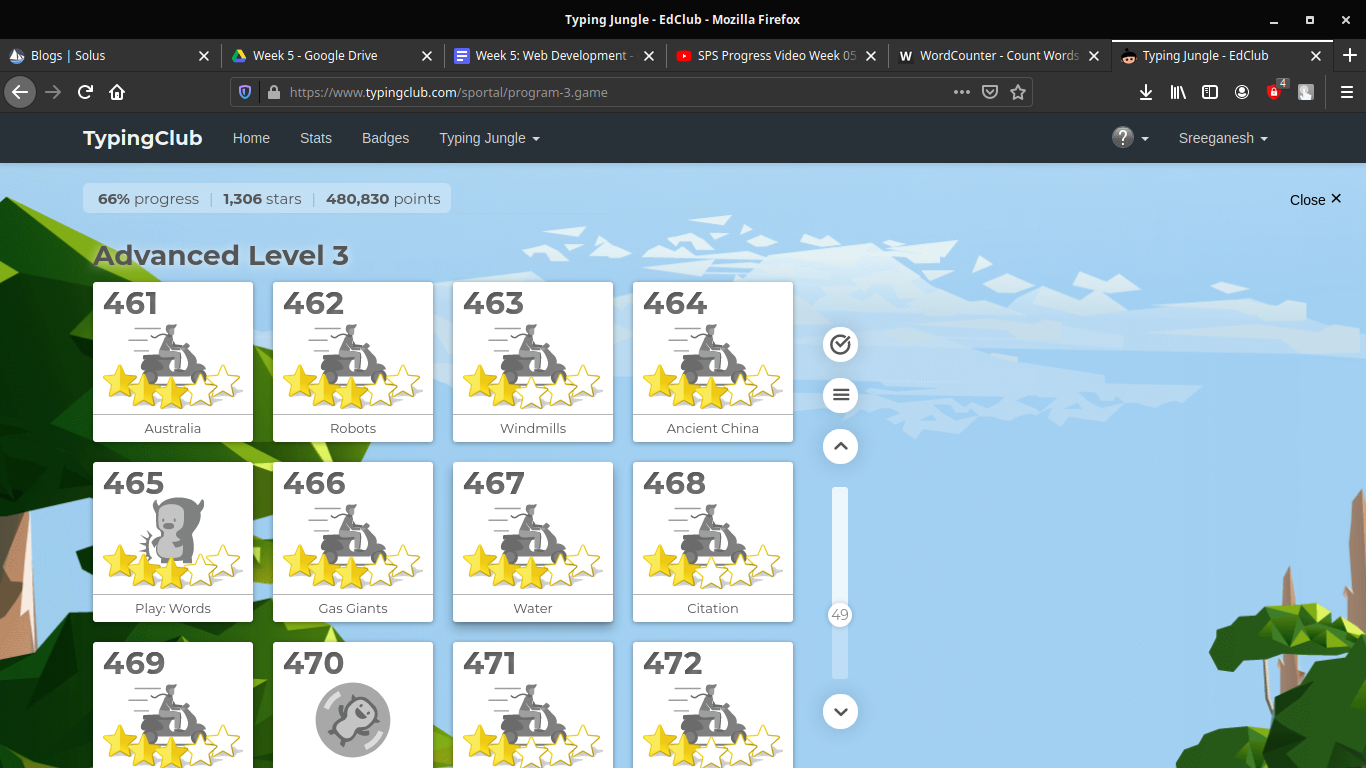 Typing Jungle - EdClub - Mozilla Firefox
Blogs | Solus
Week 5 - Google Drive
Week 5: Web Development -
SPS Progress Video Week 05
W WordCounter - Count Words
Typing Jungle - EdClub
https://www.typingclub.com/sportal/program-3.game
4
TypingClub Home Stats Badges Typing Jungle ? Sreeganesh
66% progress | 1,306 stars | 480,830 points
Close ✕
Advanced Level 3
461 462 463 464
Australia Robots Windmills Ancient China
465 466 467 468
Play: Words Gas Giants Water Citation
49
469 470 471 472